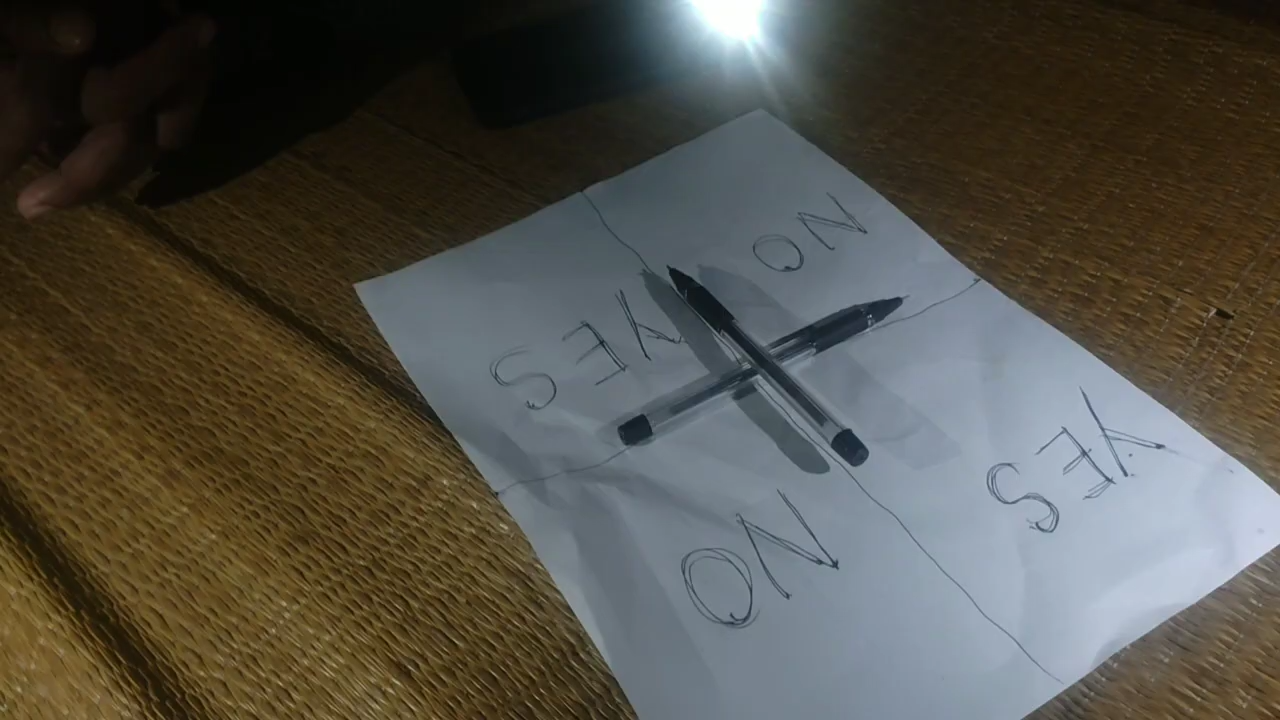 YES NO
NO YES